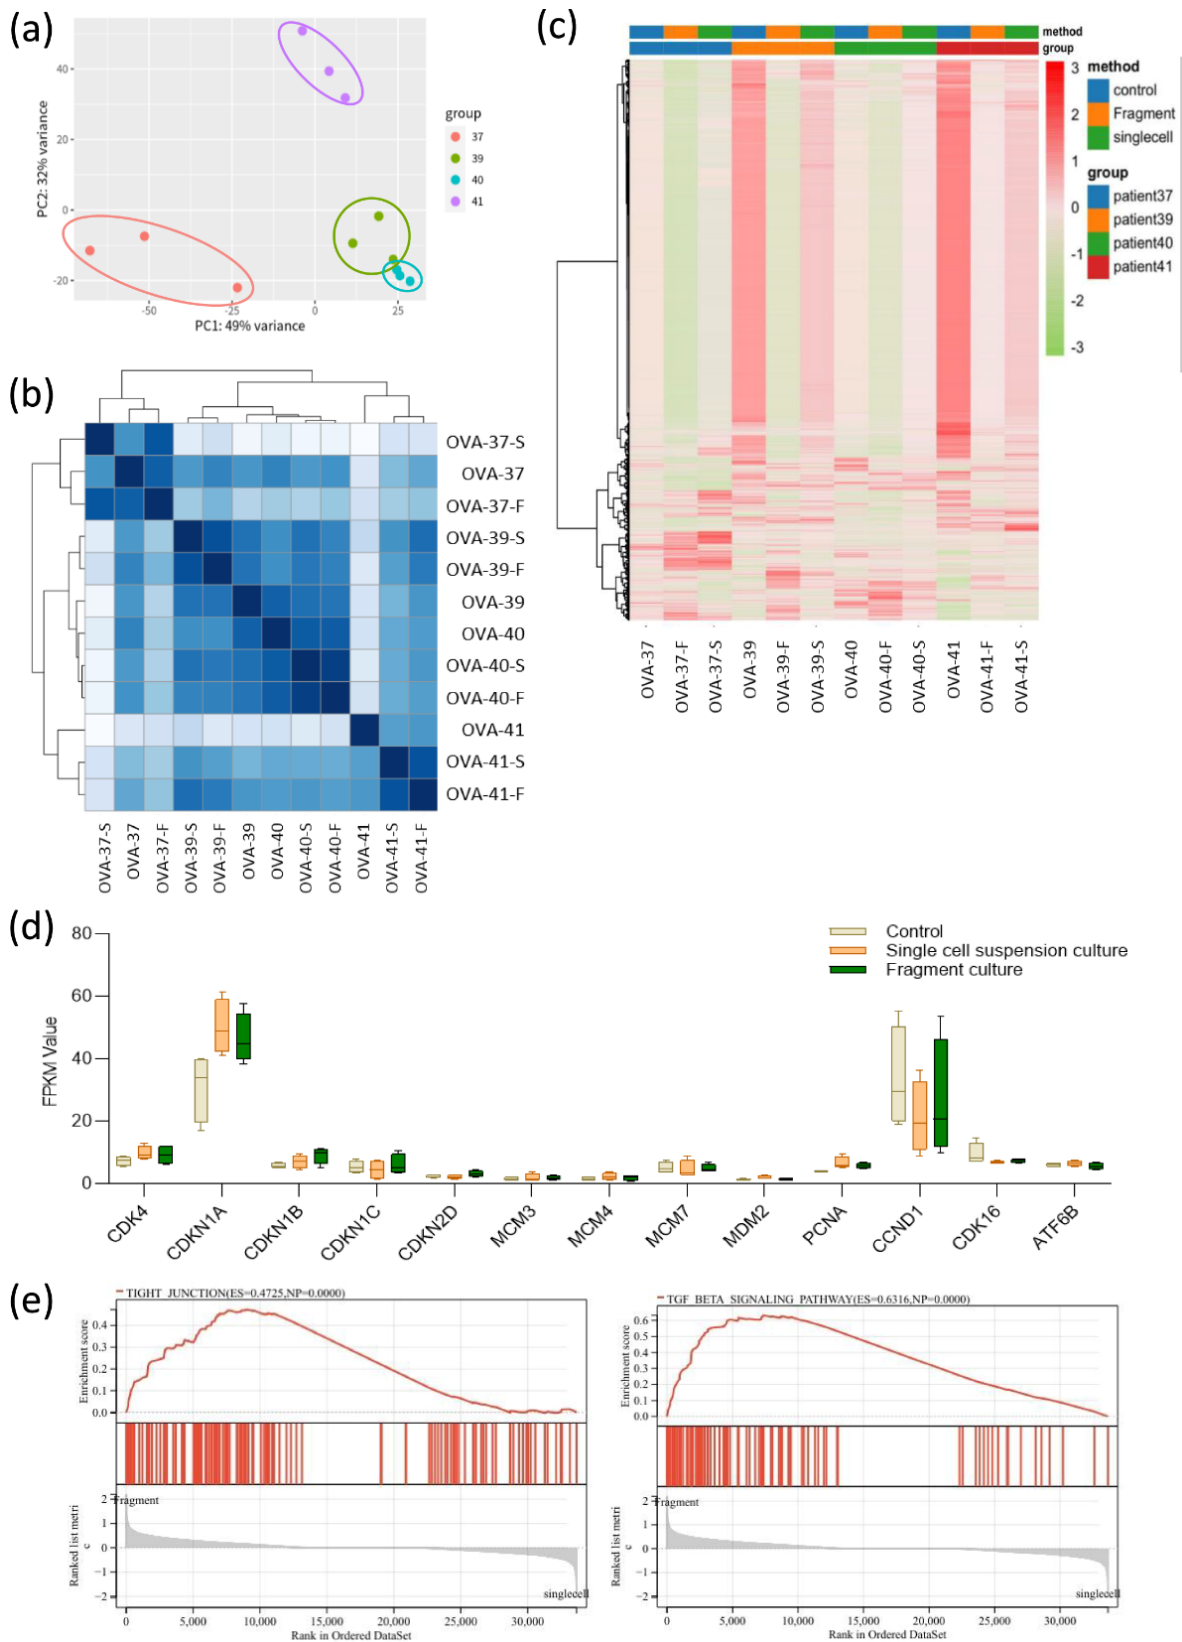 (a)
40
20
0
-20
-50
-25
0
25
PC2: 32% variance
PC1: 49% variance
group
37
39
40
41
(c)
method
group
3
2
1
0
-1
-2
-3
method
control
Fragment
singlecell
group
patient37
patient39
patient40
patient41
OVA-37
OVA-37-F
OVA-37-S
OVA-39
OVA-39-F
OVA-39-S
OVA-40
OVA-40-F
OVA-40-S
OVA-41
OVA-41-F
OVA-41-S
(b)
OVA-37-S
OVA-37
OVA-37-F
OVA-39-S
OVA-39-F
OVA-39
OVA-40
OVA-40-S
OVA-40-F
OVA-41
OVA-41-S
OVA-41-F
OVA-37-S
OVA-37
OVA-37-F
OVA-39-S
OVA-39-F
OVA-39
OVA-40
OVA-40-S
OVA-40-F
OVA-41
OVA-41-S
OVA-41-F
(d)
80
60
40
20
0
FPKM Value
Control
Single cell suspension culture
Fragment culture
CDK4
CDKN1A
CDKN1B
CDKN1C
CDKN2D
MCM3
MCM4
MCM7
MDM2
PCNA
CCND1
CDK16
ATF6B
(e)
TIGHT_JUNCTION(ES=0.4725,NP=0.0000)
Enrichment score
0.4
0.3
0.2
0.1
0.0
Ranked list metri
c
2
1
0
−1
−2
Fragment
singlecell
0
5,000
10,000
15,000
20,000
25,000
30,000
Rank in Ordered DataSet
TGF_BETA_SIGNALING_PATHWAY(ES=0.6316,NP=0.0000)
Enrichment score
0.6
0.5
0.4
0.3
0.2
0.1
0.0
Ranked list metri
c
2
1
0
−1
−2
Fragment
singlecell
0
5,000
10,000
15,000
20,000
25,000
30,000
Rank in Ordered DataSet